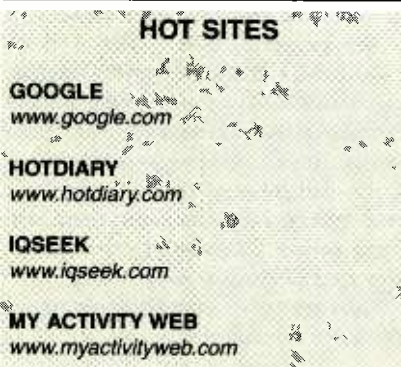 HOT SITES
GOOGLE
www.google.com
HOTDIARY
www.hotdiary.com
IQSEEK
www.iqseek.com
MY ACTIVITY WEB
www.myactivityweb.com